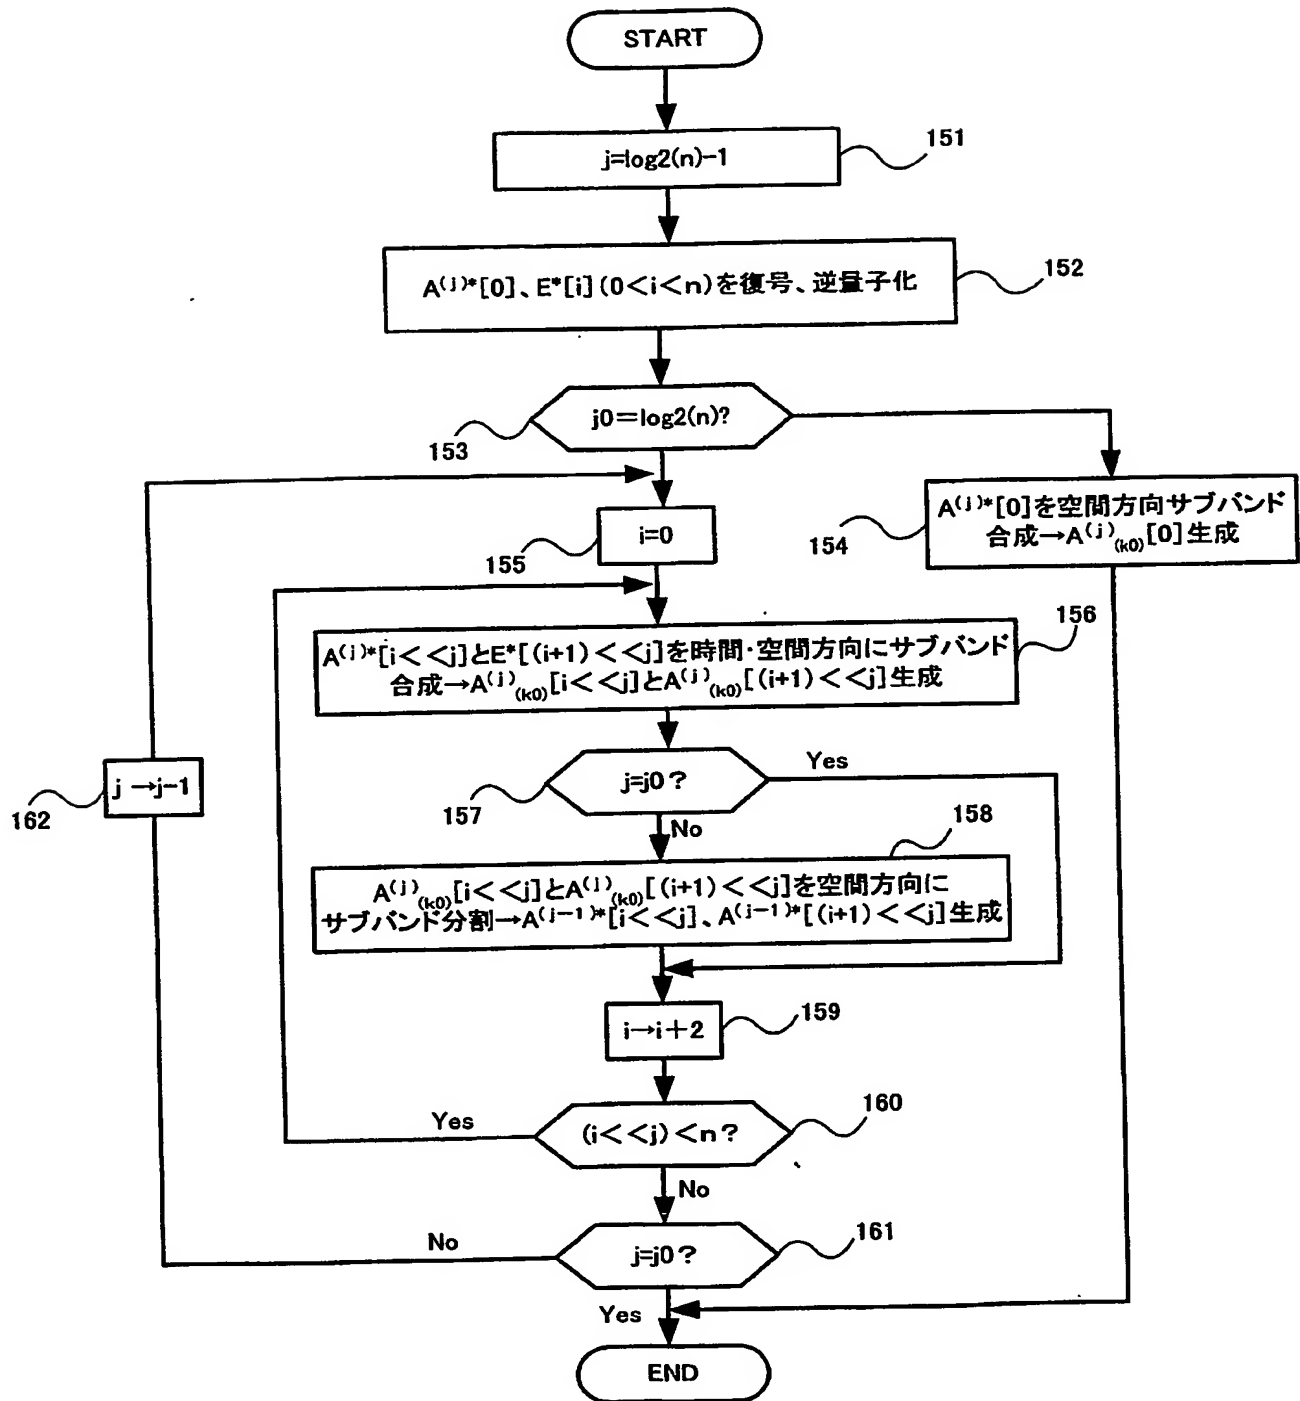 START
j=log2(n)-1
151
A(j)*[0]、E*[i](0<i<n)を復号、逆量子化
152
j0=log2(n)?
153
A(j)*[0]を空間方向サブバンド
合成→A(j)(k0)[0]生成
154
i=0
155
A(j)*[i<<j]とE*[(i+1)<<j]を時間・空間方向にサブバンド
合成→A(j)(k0)[i<<j]とA(j)(k0)[(i+1)<<j]生成
156
j=j0?
157
Yes
No
158
A(j)(k0)[i<<j]とA(j)(k0)[(i+1)<<j]を空間方向に
サブバンド分割→A(j-1)*[i<<j]、A(j-1)*[(i+1)<<j]生成
j→j-1
162
i→i+2
159
(i<<j)<n?
160
Yes
No
j=j0?
161
No
Yes
END